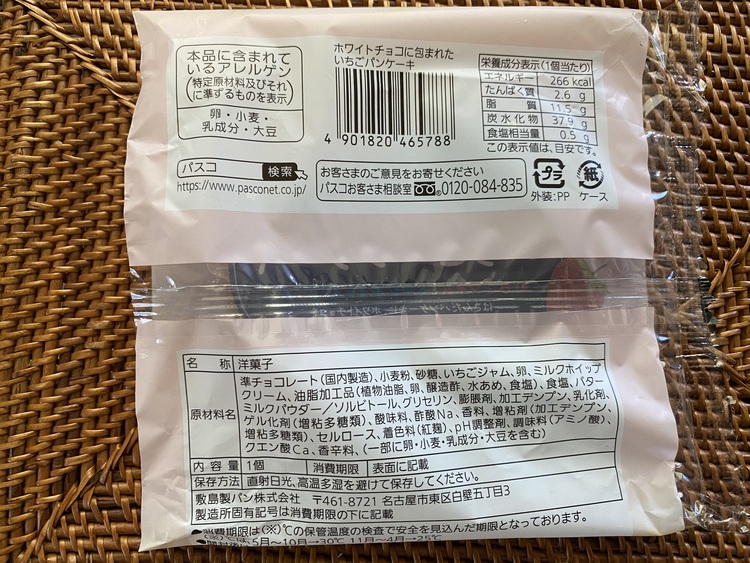 本品に含まれて
いるアレルゲン
(特定原材料及びそれ
に準ずるものを表示)
卵・小麦・
乳成分・大豆
ホワイトチョコに包まれた
いちごパンケーキ
4 901820 465788
栄養成分表示(1個当たり)
エネルギー 266 kcal
たんぱく質 2.6 g
脂質 11.5 g
炭水化物 37.9 g
食塩相当量 0.5 g
この表示値は、目安です。
パスコ 検索
https://www.pasconet.co.jp/
お客さまのご意見をお寄せください
パスコお客さま相談室 0120-084-835
プラ 紙
外装:PP ケース
名称 洋菓子
原材料名 準チョコレート(国内製造)、小麦粉、砂糖、いちごジャム、卵、ミルクホイップ
クリーム、油脂加工品(植物油脂、卵、醸造酢、水あめ、食塩)、食塩、バター
ミルクパウダー/ソルビトール、グリセリン、膨脹剤、加工デンプン、乳化剤、
ゲル化剤(増粘多糖類)、酸味料、酢酸Na、香料、増粘剤(加工デンプン、
増粘多糖類)、セルロース、着色料(紅麹)、pH調整剤、調味料(アミノ酸)、
クエン酸Ca、香辛料、(一部に卵・小麦・乳成分・大豆を含む)
内容量 1個 消費期限 表面に記載
保存方法 直射日光、高温多湿を避けて保存してください。
敷島製パン株式会社 〒461-8721 名古屋市東区白壁五丁目3
製造所固有記号は消費期限の下に記載
●消費期限は(※)℃の保管温度の検査で安全を見込んだ期限となっております。
(※)とは、5月~10月→30℃ 11月~4月→25℃